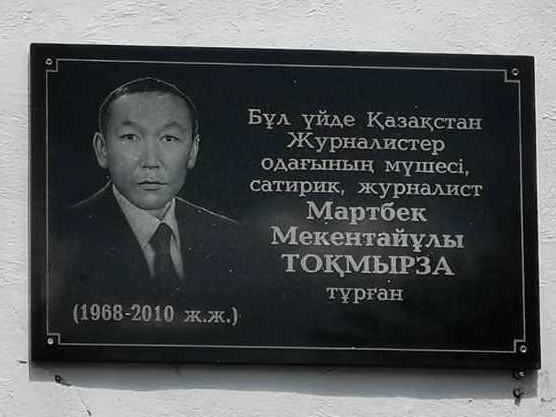 Бұл үйде Қазақстан
Журналистер
одағының мүшесі,
сатирик, журналист
Мартбек
Мекентайұлы
ТОҚМЫРЗА
тұрған
(1968-2010 ж.ж.)